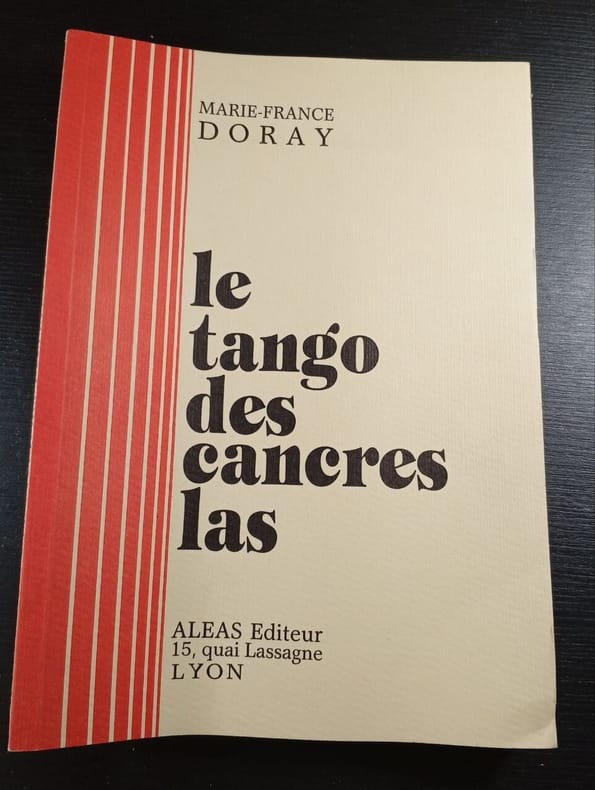 MARIE-FRANCE
DORAY
le
tango
des
cancres
las
ALEAS Editeur
15, quai Lassagne
LYON